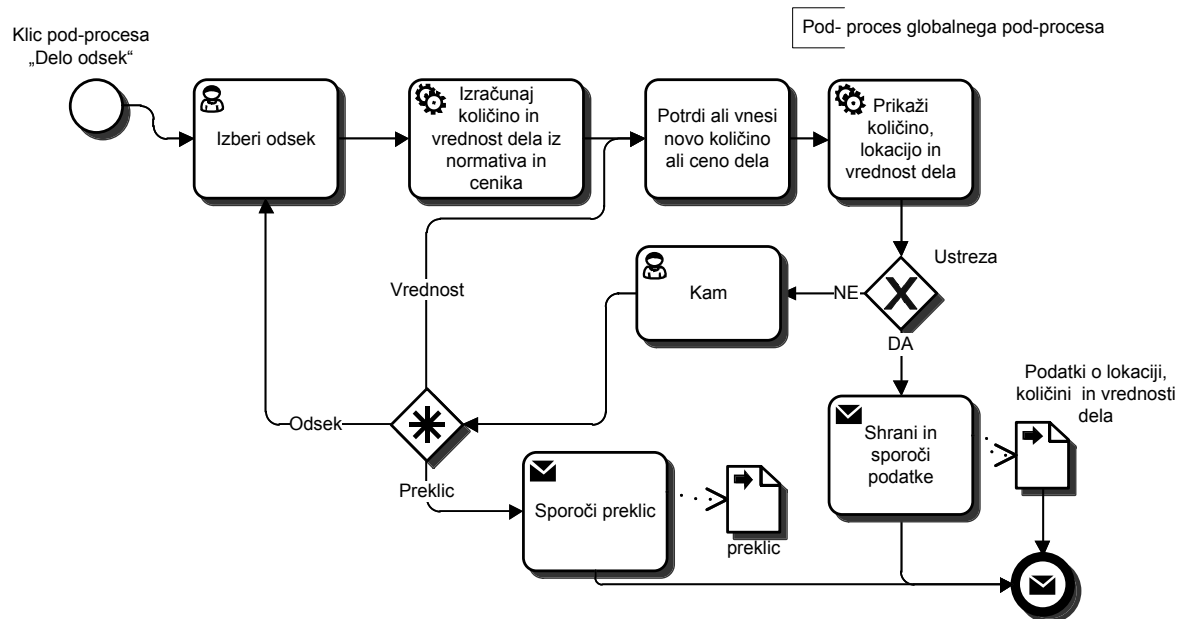 Klic pod-procesa
„Delo odsek“
Pod- proces globalnega pod-procesa
Izberi odsek
Izračunaj
količino in
vrednost dela iz
normativa in
cenika
Potrdi ali vnesi
novo količino
ali ceno dela
Prikaži
količino,
lokacijo in
vrednost dela
Ustreza
NE
Kam
Vrednost
DA
Podatki o lokaciji,
količini in vrednosti
dela
Odsek
Shrani in
sporoči
podatke
Preklic
Sporoči preklic
preklic